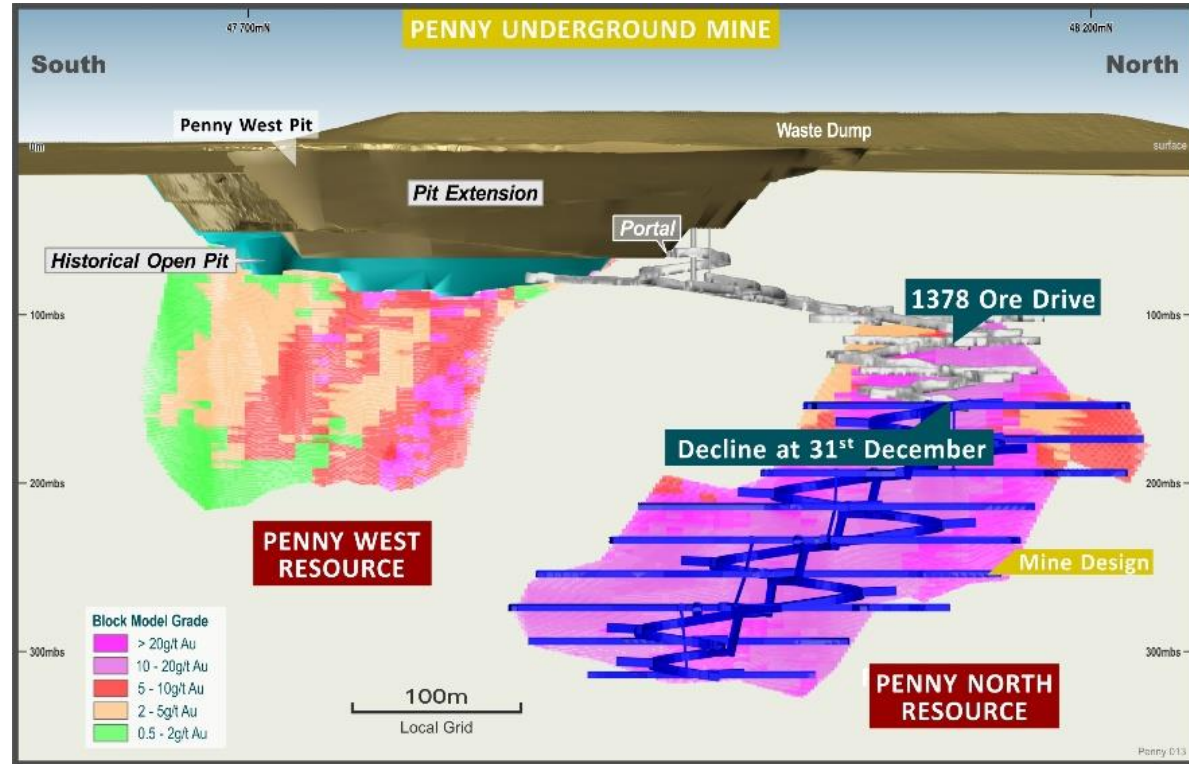 47 700mN
PENNY UNDERGROUND MINE
48 200mN
South
North
Penny West Pit
Waste Dump
0m
surface
Pit Extension
Portal
Historical Open Pit
1378 Ore Drive
100mbs
100mbs
Decline at 31st December
200mbs
200mbs
PENNY WEST
RESOURCE
Mine Design
Block Model Grade
> 20g/t Au
10 - 20g/t Au
5 - 10g/t Au
2 - 5g/t Au
0.5 - 2g/t Au
300mbs
300mbs
100m
Local Grid
PENNY NORTH
RESOURCE
Penny 013